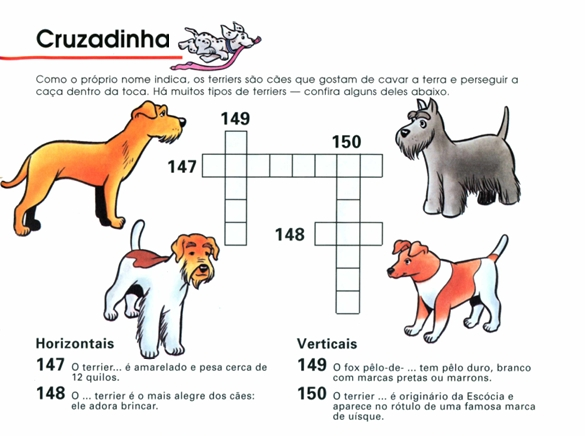 Cruzadinha
Como o próprio nome indica, os terriers são cães que gostam de cavar a terra e perseguir a
caça dentro da toca. Há muitos tipos de terriers — confira alguns deles abaixo.
149
150
147
148
Horizontais
147 O terrier... é amarelado e pesa cerca de
12 quilos.
148 O ... terrier é o mais alegre dos cães:
ele adora brincar.
Verticais
149 O fox pêlo-de- ... tem pêlo duro, branco
com marcas pretas ou marrons.
150 O terrier ... é originário da Escócia e
aparece no rótulo de uma famosa marca
de uísque.